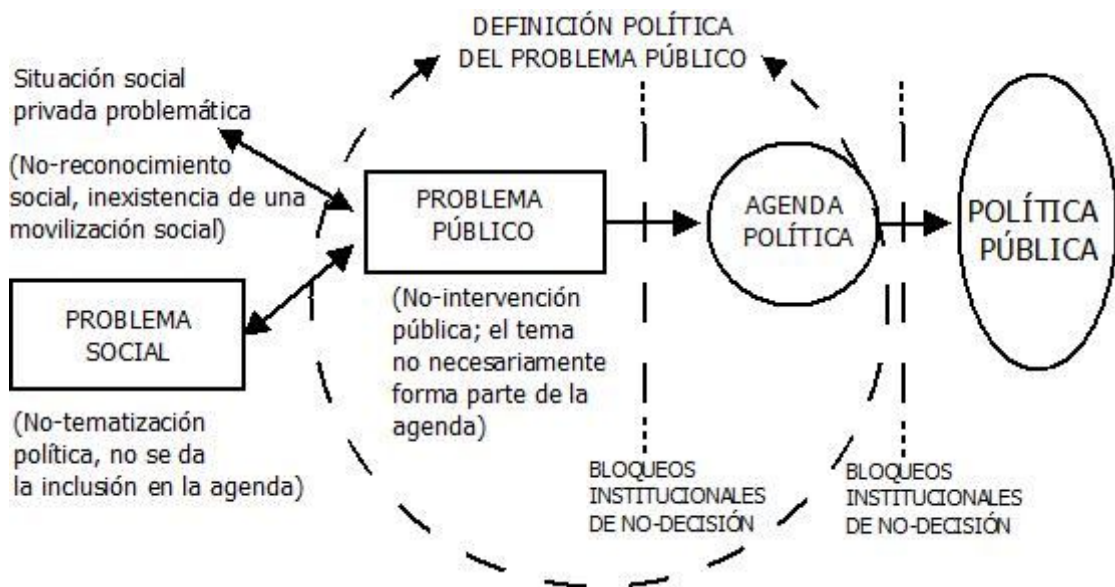 DEFINICIÓN POLÍTICA
DEL PROBLEMA PÚBLICO
Situación social
privada problemática
(No-reconocimiento
social, inexistencia de una
movilización social)
PROBLEMA
SOCIAL
(No-tematización
política, no se da
la inclusión en la agenda)
PROBLEMA
PÚBLICO
(No-intervención
pública; el tema
no necesariamente
forma parte de la
agenda)
BLOQUEOS
INSTITUCIONALES
DE NO-DECISIÓN
AGENDA
POLÍTICA
BLOQUEOS
INSTITUCIONALES
DE NO-DECISIÓN
POLÍTICA
PÚBLICA